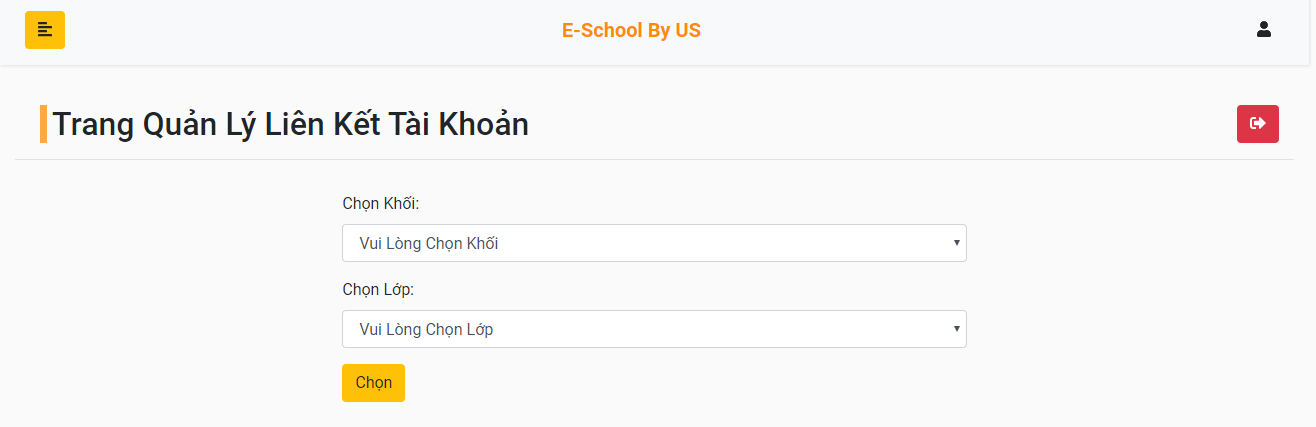 E-School By US
Trang Quản Lý Liên Kết Tài Khoản
Chọn Khối:
Vui Lòng Chọn Khối
Chọn Lớp:
Vui Lòng Chọn Lớp
Chọn